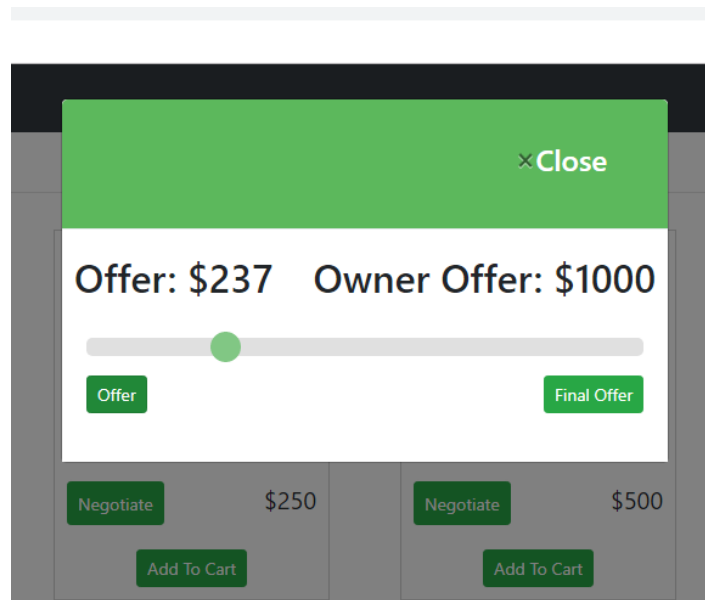 ×Close
Offer: $237 Owner Offer: $1000
Offer Final Offer
Negotiate $250 Negotiate $500
Add To Cart Add To Cart